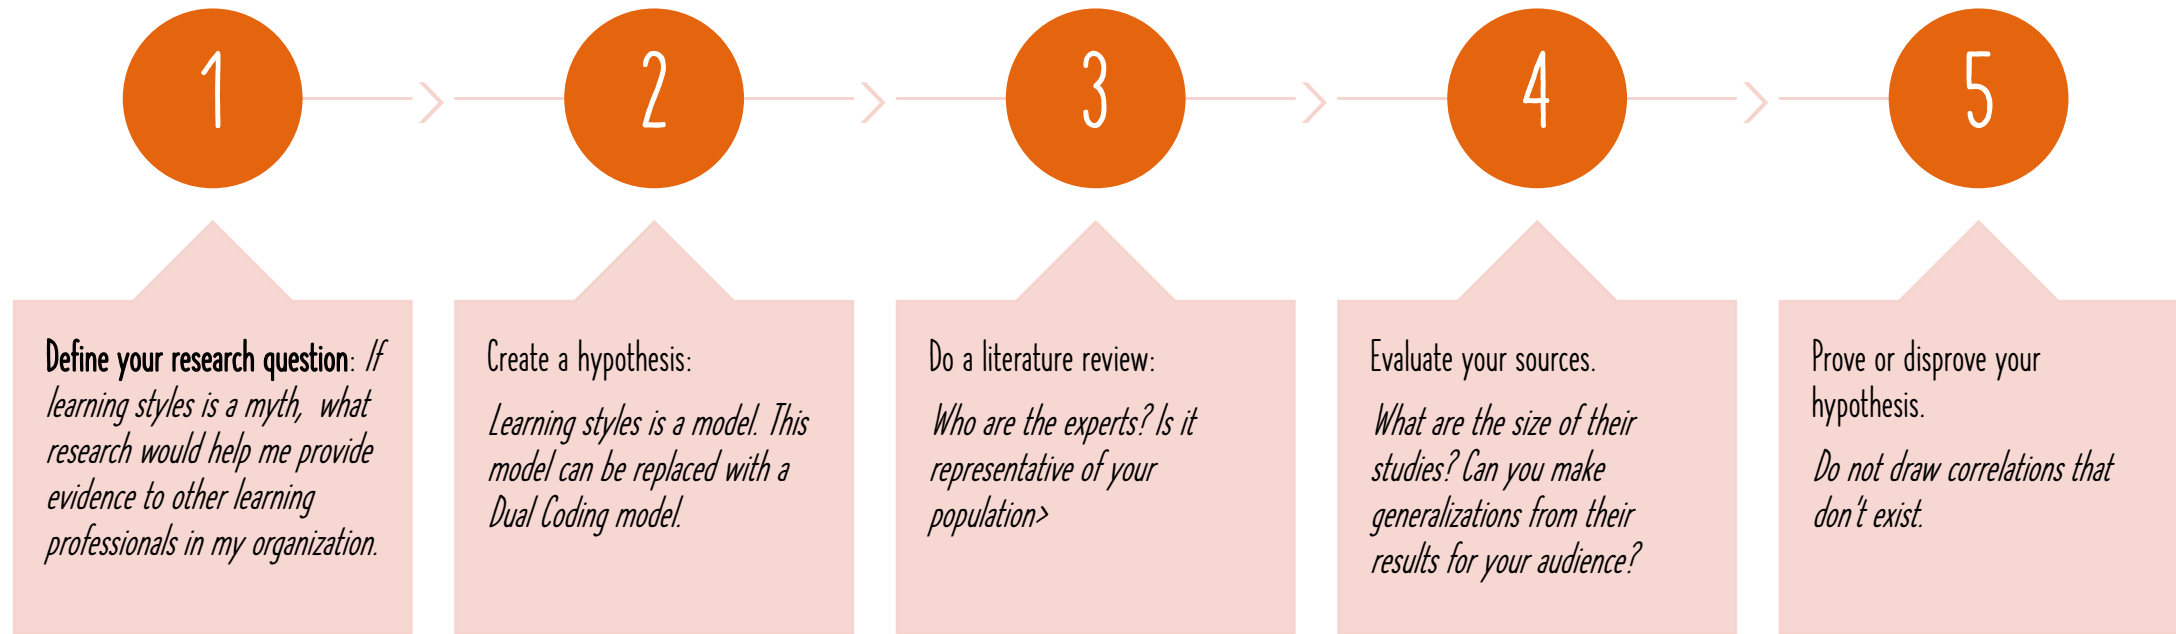 1
2
3
4
5
Define your research question: If
learning styles is a myth, what
research would help me provide
evidence to other learning
professionals in my organization.
Create a hypothesis:
Learning styles is a model. This
model can be replaced with a
Dual Coding model.
Do a literature review:
Who are the experts? Is it
representative of your
population>
Evaluate your sources.
What are the size of their
studies? Can you make
generalizations from their
results for your audience?
Prove or disprove your
hypothesis.
Do not draw correlations that
don't exist.